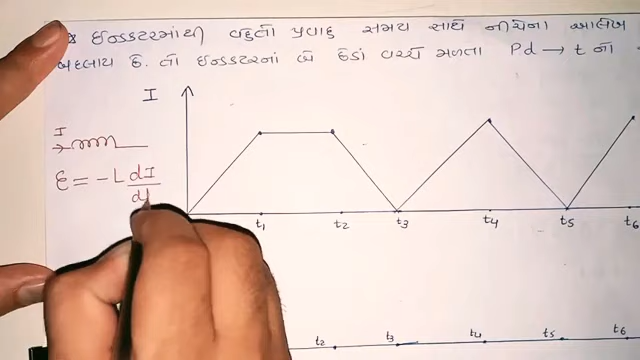 ઇન્ડક્ટરમાંથી વહેતો પ્રવાહ સમય સાથે નીચેના આલેખ
બદલાય છે. તો ઇન્ડક્ટરના બે છેડા વચ્ચે મળતા Pd → t નો
I
I
ε = -L dI
t₁ t₂ t₃ t₄ t₅ t₆
t₂ t₃ t₄ t₅ t₆